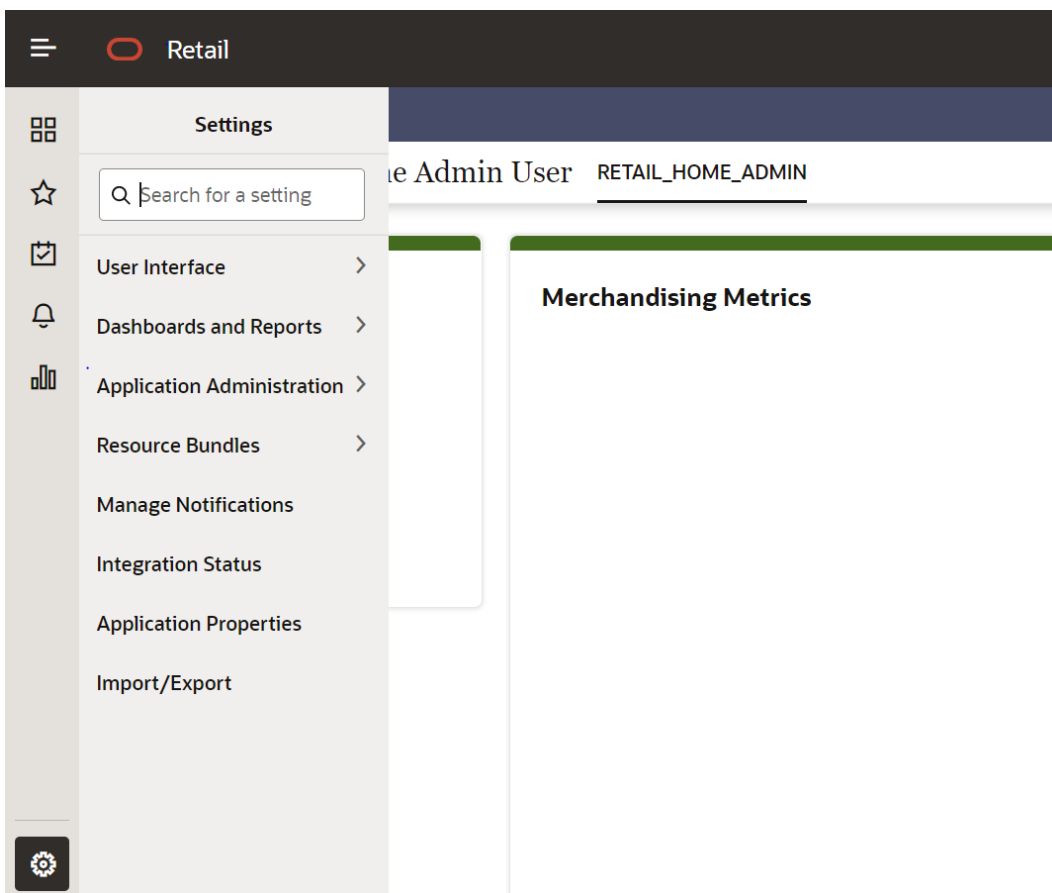 Retail
Settings
Search for a setting
User Interface
Dashboards and Reports
Application Administration
Resource Bundles
Manage Notifications
Integration Status
Application Properties
Import/Export
e Admin User RETAIL_HOME_ADMIN
Merchandising Metrics